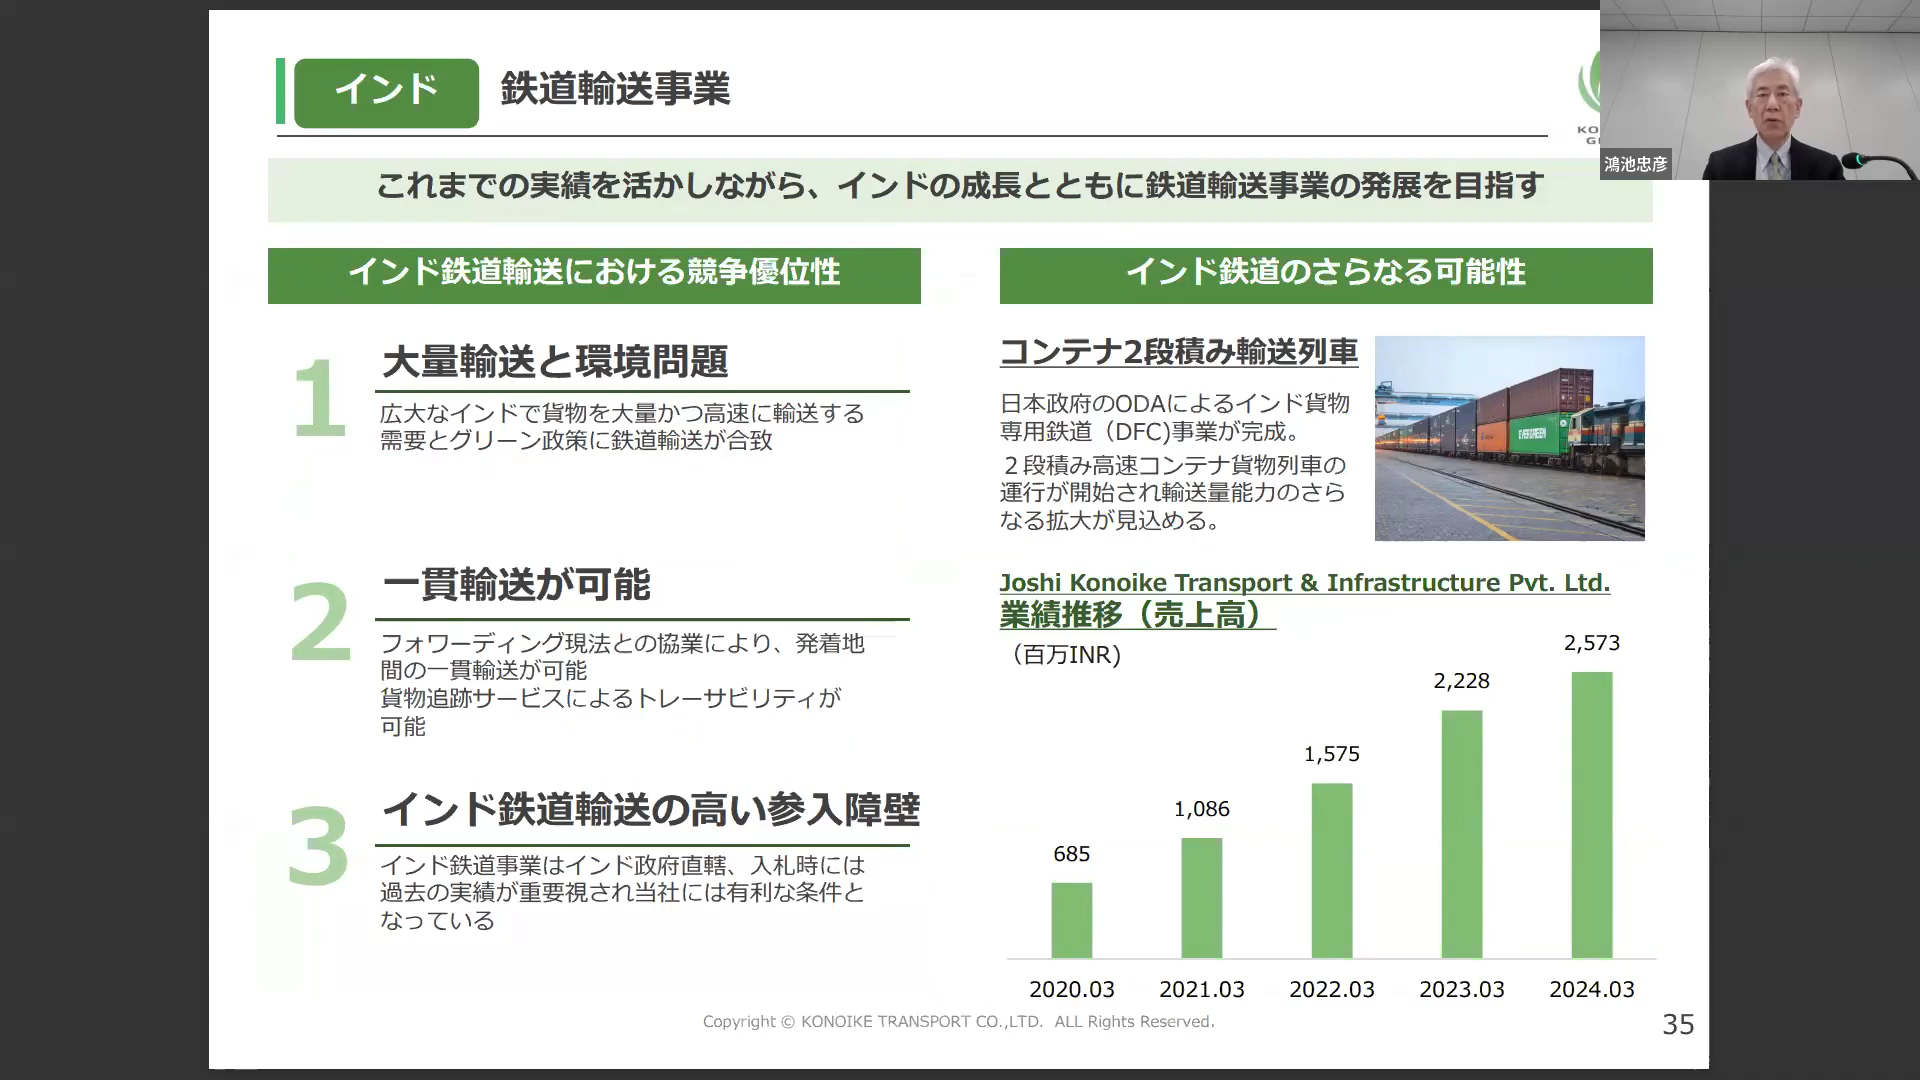 インド 鉄道輸送事業
鴻池忠彦
これまでの実績を活かしながら、インドの成長とともに鉄道輸送事業の発展を目指す
インド鉄道輸送における競争優位性
1
大量輸送と環境問題
広大なインドで貨物を大量かつ高速に輸送する
需要とグリーン政策に鉄道輸送が合致
2
一貫輸送が可能
フォワーディング現法との協業により、発着地
間の一貫輸送が可能
貨物追跡サービスによるトレーサビリティが
可能
3
インド鉄道輸送の高い参入障壁
インド鉄道事業はインド政府直轄、入札時には
過去の実績が重要視され当社には有利な条件と
なっている
インド鉄道のさらなる可能性
コンテナ2段積み輸送列車
日本政府のODAによるインド貨物
専用鉄道（DFC)事業が完成。
２段積み高速コンテナ貨物列車の
運行が開始され輸送量能力のさら
なる拡大が見込める。
EVERGREEN
Joshi Konoike Transport & Infrastructure Pvt. Ltd.
業績推移（売上高）
（百万INR)
685
1,086
1,575
2,228
2,573
2020.03
2021.03
2022.03
2023.03
2024.03
Copyright © KONOIKE TRANSPORT CO.,LTD. ALL Rights Reserved.
35